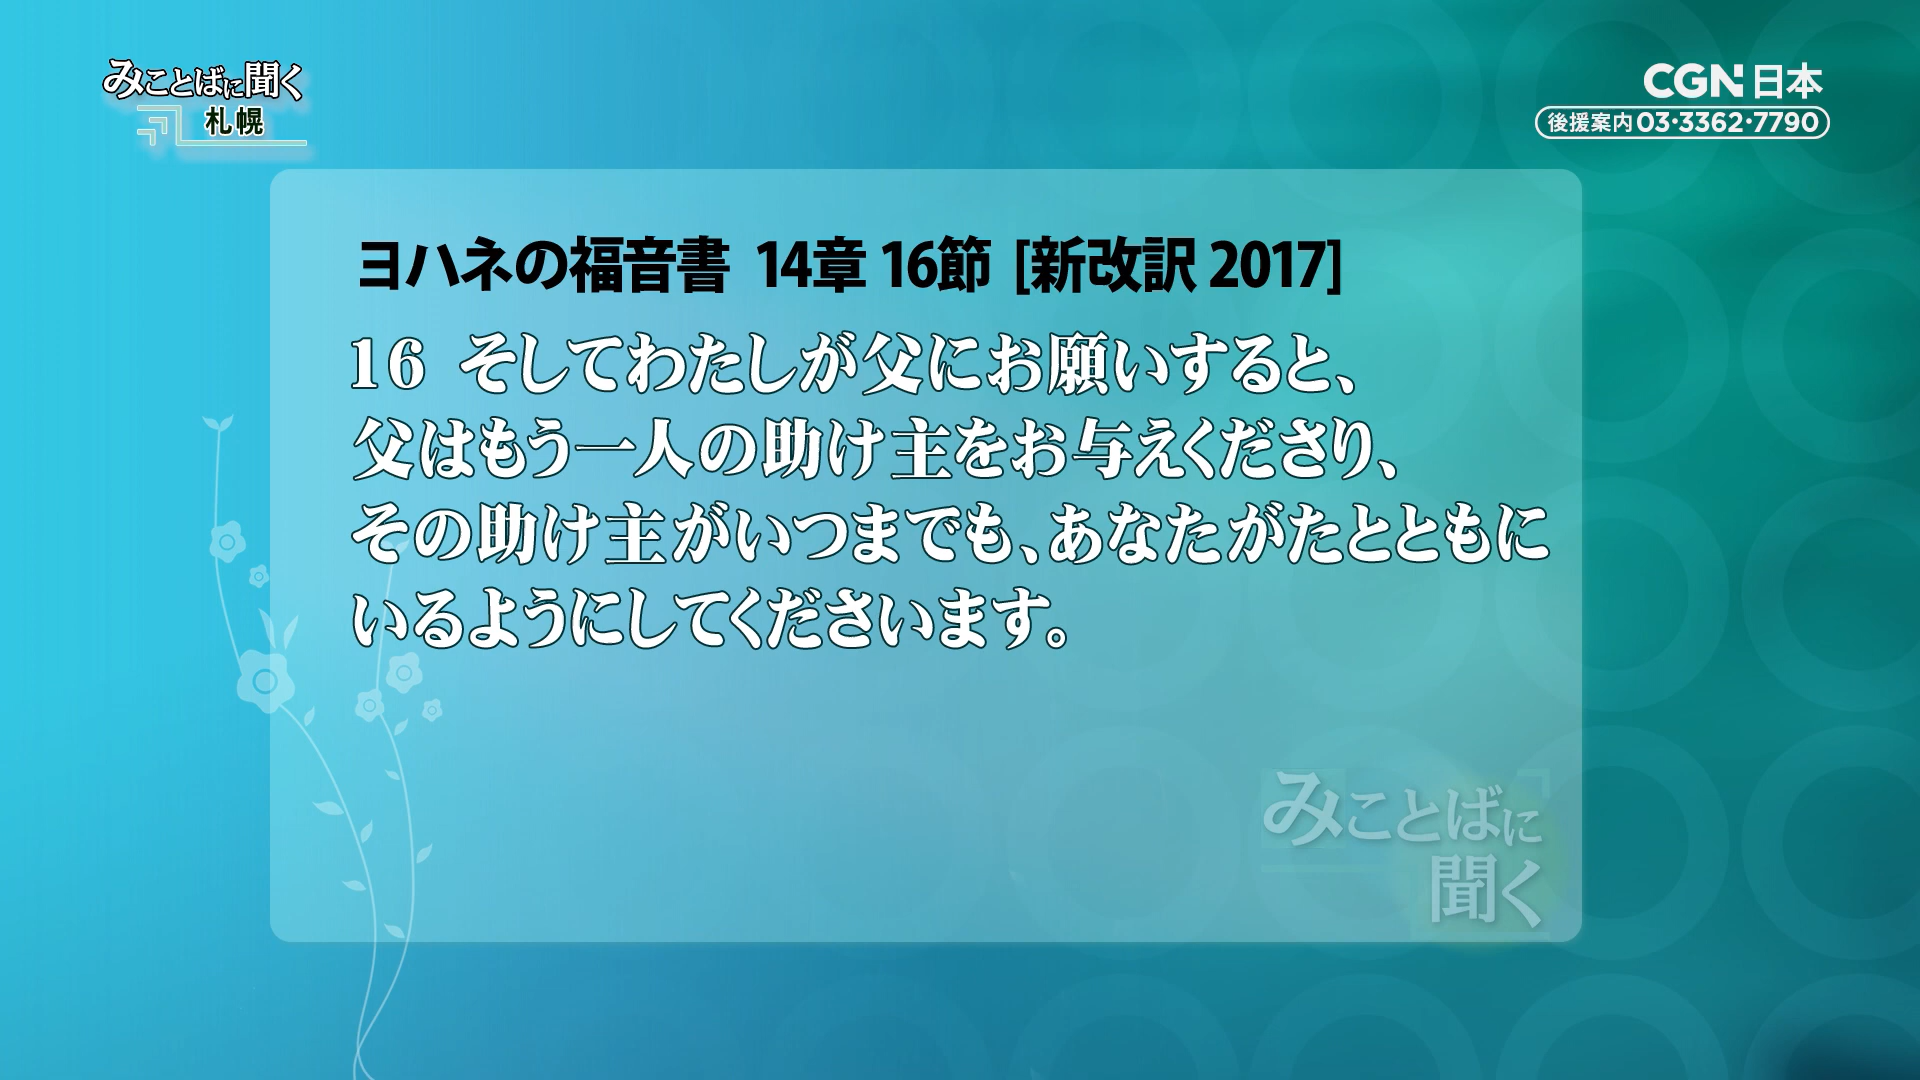 みことばに聞く
札幌
CGN日本
後援案内03·3362·7790
ヨハネの福音書 14章 16節 [新改訳 2017]
16 そしてわたしが父にお願いすると、
父はもう一人の助け主をお与えくださり、
その助け主がいつまでも、あなたがたとともに
いるようにしてくださいます。
みことばに
聞く